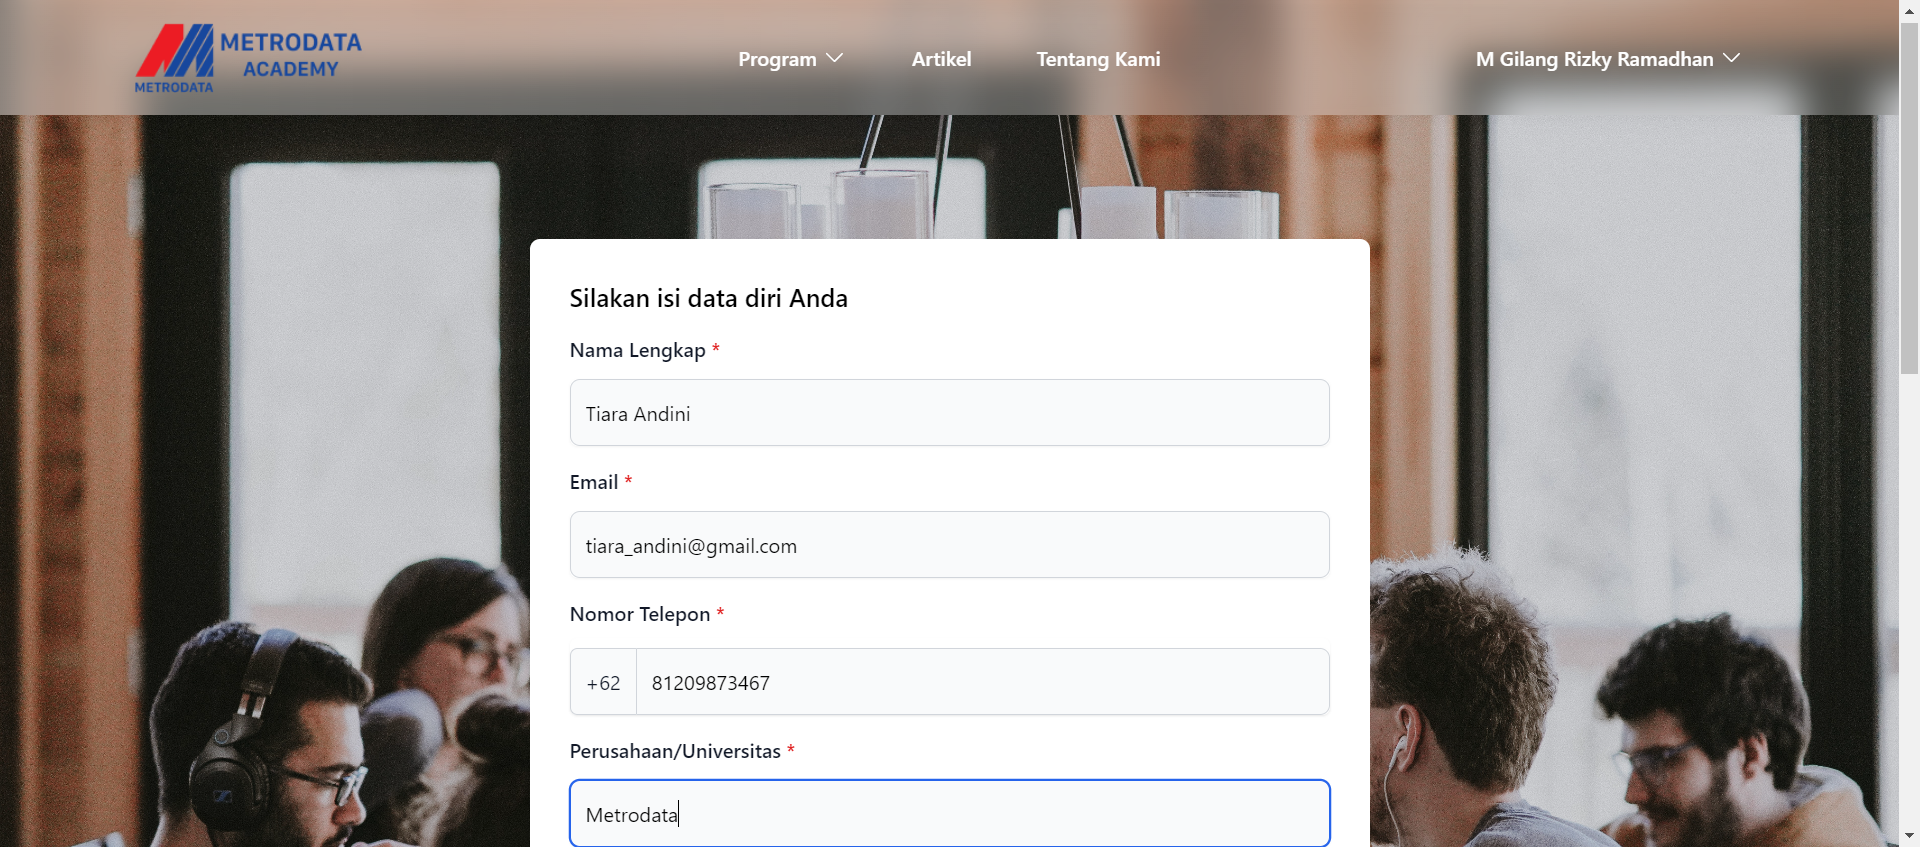 METRODATA
ACADEMY
METRODATA
Program
Artikel
Tentang Kami
M Gilang Rizky Ramadhan
Silakan isi data diri Anda
Nama Lengkap *
Tiara Andini
Email *
tiara_andini@gmail.com
Nomor Telepon *
+62 81209873467
Perusahaan/Universitas *
Metrodata